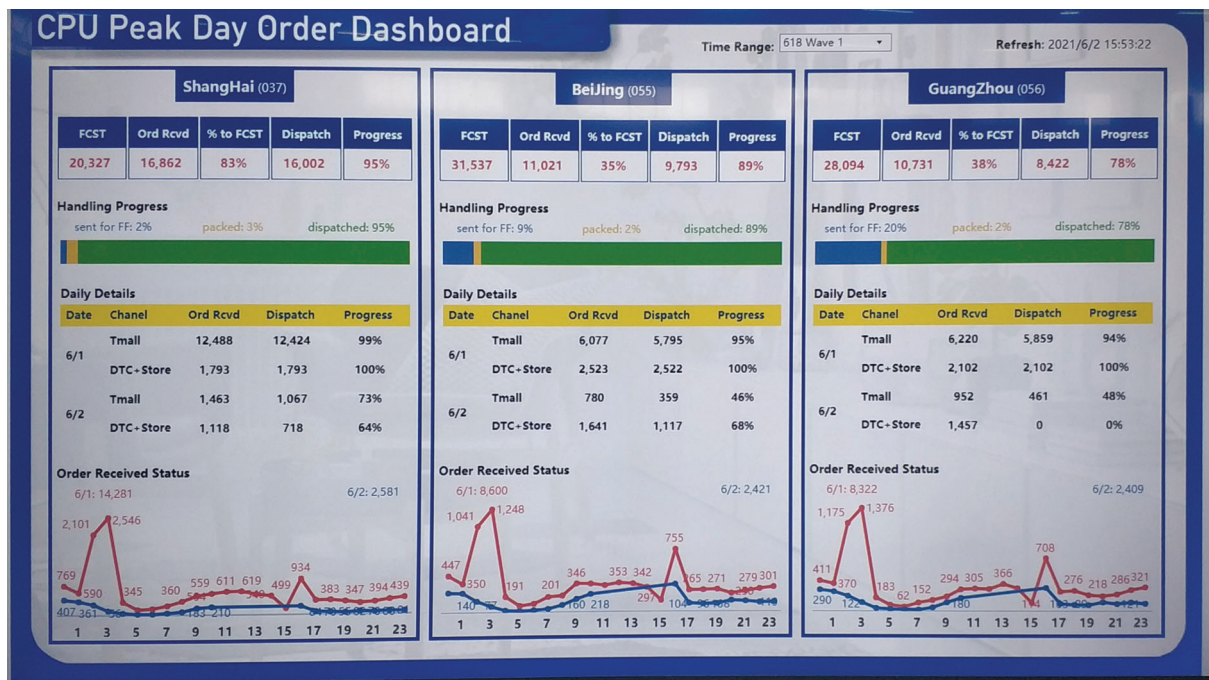 CPU Peak Day Order Dashboard
Time Range: 618 Wave 1
Refresh: 2021/6/2 15:53:22
ShangHai (037)
FCST Ord Rcvd % to FCST Dispatch Progress
20,327 16,862 83% 16,002 95%
Handling Progress
sent for FF: 2% packed: 3% dispatched: 95%
Daily Details
Date Chanel Ord Rcvd Dispatch Progress
6/1
Tmall 12,488 12,424 99%
DTC+Store 1,793 1,793 100%
6/2
Tmall 1,463 1,067 73%
DTC+Store 1,118 718 64%
Order Received Status
6/1: 14,281 6/2: 2,581
2,101 2,546
934
769 590 345 360 559 611 619 499 383 347 394 439
407 361 210
1 3 5 7 9 11 13 15 17 19 21 23
BeiJing (055)
FCST Ord Rcvd % to FCST Dispatch Progress
31,537 11,021 35% 9,793 89%
Handling Progress
sent for FF: 9% packed: 2% dispatched: 89%
Daily Details
Date Chanel Ord Rcvd Dispatch Progress
6/1
Tmall 6,077 5,795 95%
DTC+Store 2,523 2,522 100%
6/2
Tmall 780 359 46%
DTC+Store 1,641 1,117 68%
Order Received Status
6/1: 8,600 6/2: 2,421
1,041 1,248
755
447 350 191 201 346 353 342 297 265 271 279 301
140 160 218
1 3 5 7 9 11 13 15 17 19 21 23
GuangZhou (056)
FCST Ord Rcvd % to FCST Dispatch Progress
28,094 10,731 38% 8,422 78%
Handling Progress
sent for FF: 20% packed: 2% dispatched: 78%
Daily Details
Date Chanel Ord Rcvd Dispatch Progress
6/1
Tmall 6,220 5,859 94%
DTC+Store 2,102 2,102 100%
6/2
Tmall 952 461 48%
DTC+Store 1,457 0 0%
Order Received Status
6/1: 8,322 6/2: 2,409
1,175 1,376
708
411 370 183 62 152 294 305 366 276 218 286 321
290 122 180
1 3 5 7 9 11 13 15 17 19 21 23